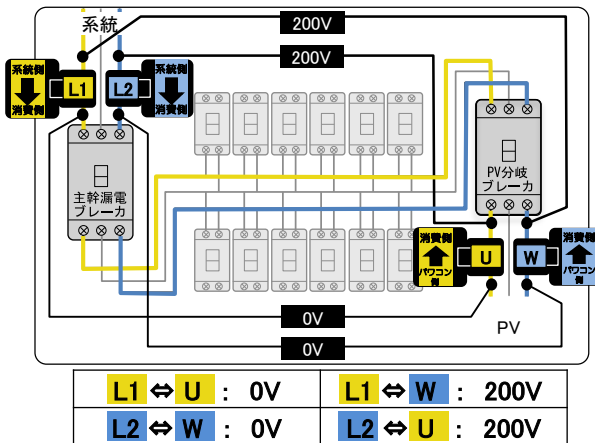 系統
200V
200V
系統側
消費側
L1
L2
系統側
消費側
主幹漏電
ブレーカ
PV分岐
ブレーカ
消費側
パワコン
側
U
W
消費側
パワコン
側
0V
0V
PV
L1 ⇔ U : 0V
L1 ⇔ W : 200V
L2 ⇔ W : 0V
L2 ⇔ U : 200V